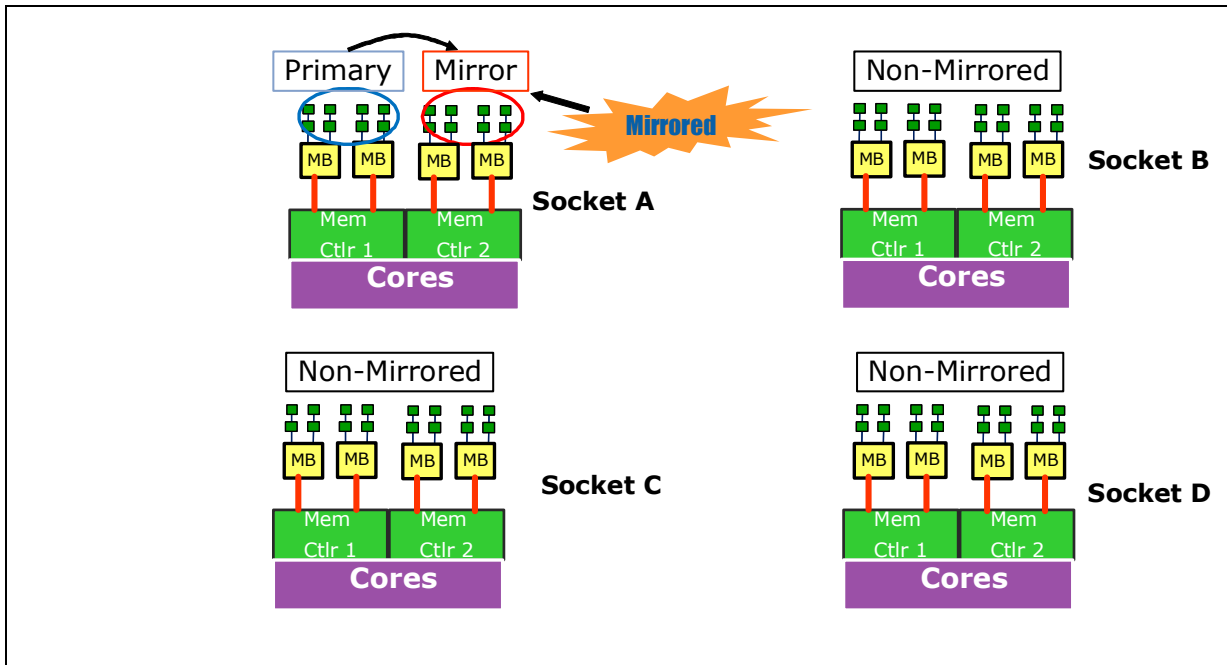 Primary
Mirror
Mirrored
MB
MB
MB
MB
Socket A
Mem
Ctlr 1
Mem
Ctlr 2
Cores
Non-Mirrored
MB
MB
MB
MB
Socket B
Mem
Ctlr 1
Mem
Ctlr 2
Cores
Non-Mirrored
MB
MB
MB
MB
Socket C
Mem
Ctlr 1
Mem
Ctlr 2
Cores
Non-Mirrored
MB
MB
MB
MB
Socket D
Mem
Ctlr 1
Mem
Ctlr 2
Cores